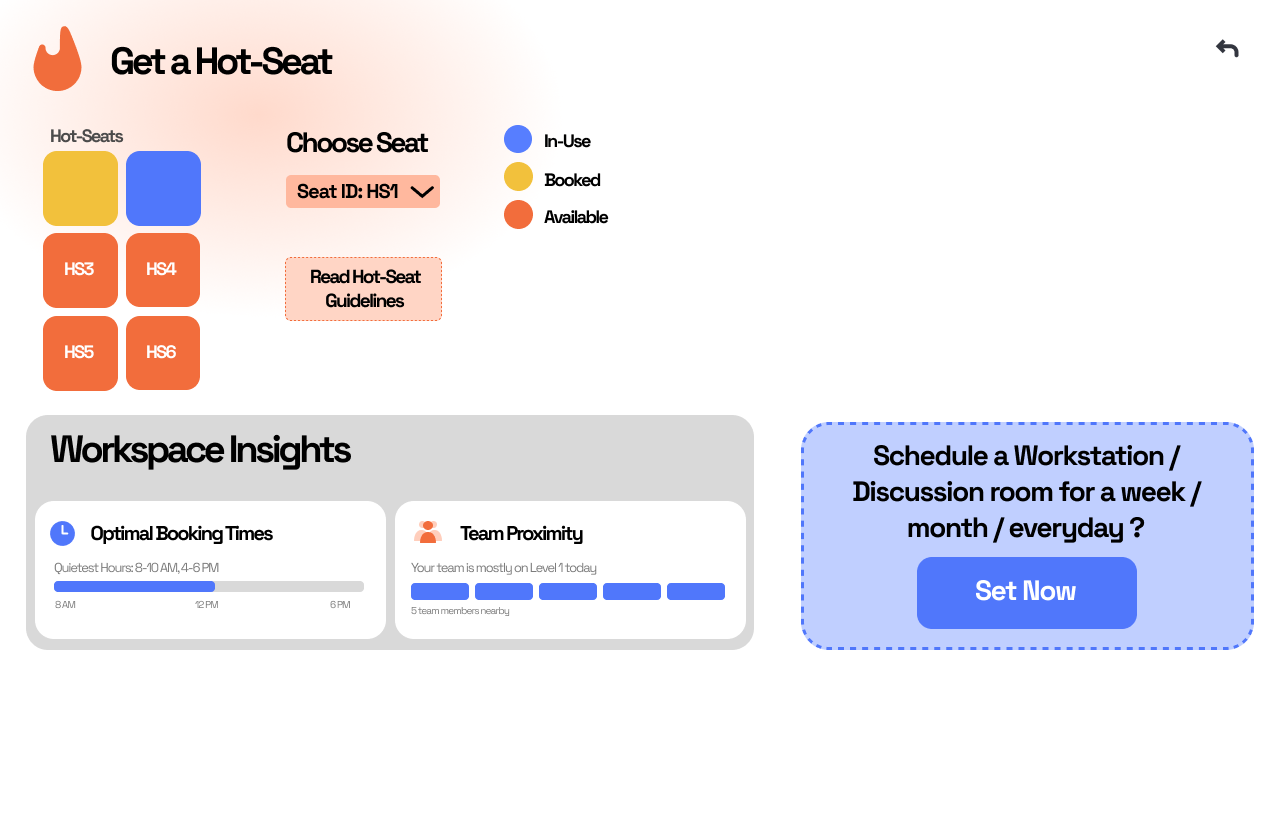 Get a Hot-Seat
Hot-Seats
HS3
HS4
HS5
HS6
Choose Seat
Seat ID: HS1
Read Hot-Seat
Guidelines
In-Use
Booked
Available
Workspace Insights
Optimal Booking Times
Quietest Hours: 8-10 AM, 4-6 PM
8 AM
12 PM
6 PM
Team Proximity
Your team is mostly on Level 1 today
5 team members nearby
Schedule a Workstation /
Discussion room for a week /
month / everyday ?
Set Now